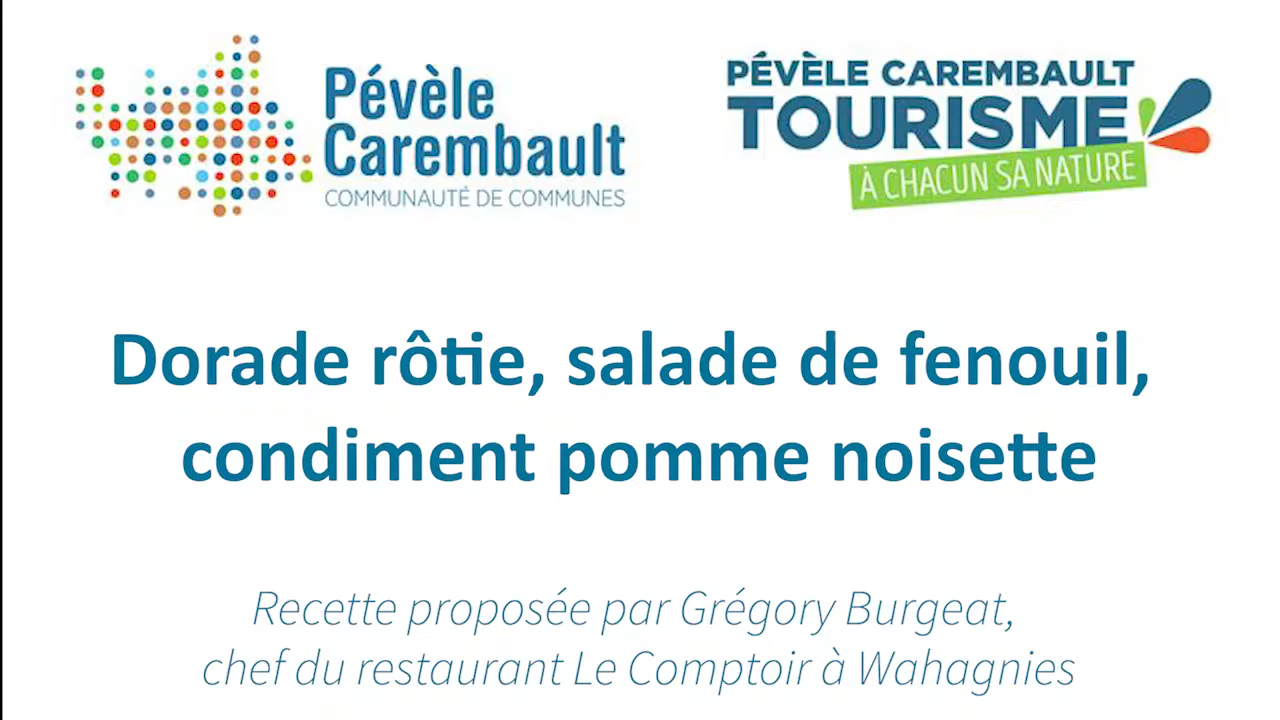 Pévèle
Carembault
COMMUNAUTÉ DE COMMUNES
PÉVÈLE CAREMBAULT
TOURISME
À CHACUN SA NATURE
Dorade rôtie, salade de fenouil,
condiment pomme noisette
Recette proposée par Grégory Burgeat,
chef du restaurant Le Comptoir à Wahagnies